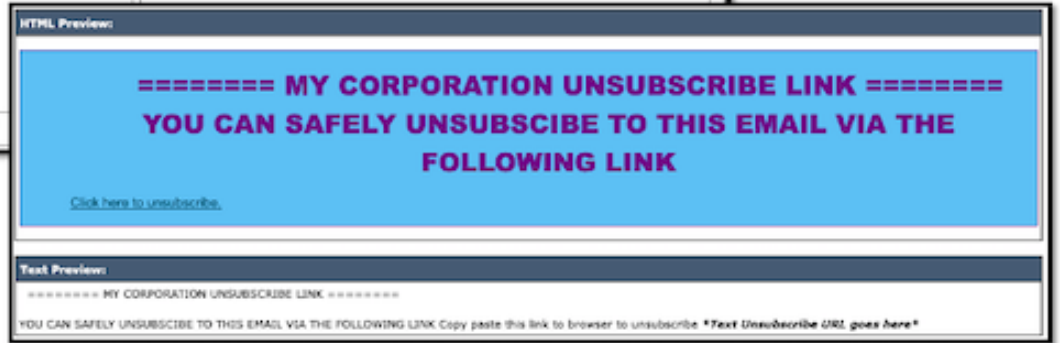 HTML Preview:
======== MY CORPORATION UNSUBSCRIBE LINK ========
YOU CAN SAFELY UNSUBSCIBE TO THIS EMAIL VIA THE
FOLLOWING LINK
Click here to unsubscribe.
Text Preview:
======== MY CORPORATION UNSUBSCRIBE LINK ========
YOU CAN SAFELY UNSUBSCIBE TO THIS EMAIL VIA THE FOLLOWING LINK Copy paste this link to browser to unsubscribe *Text Unsubscribe URL goes here*